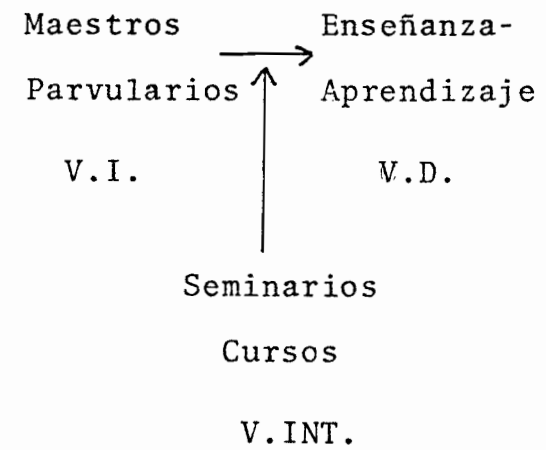 Maestros Enseñanza-
Parvularios Aprendizaje
V.I. V.D.
Seminarios
Cursos
V.INT.